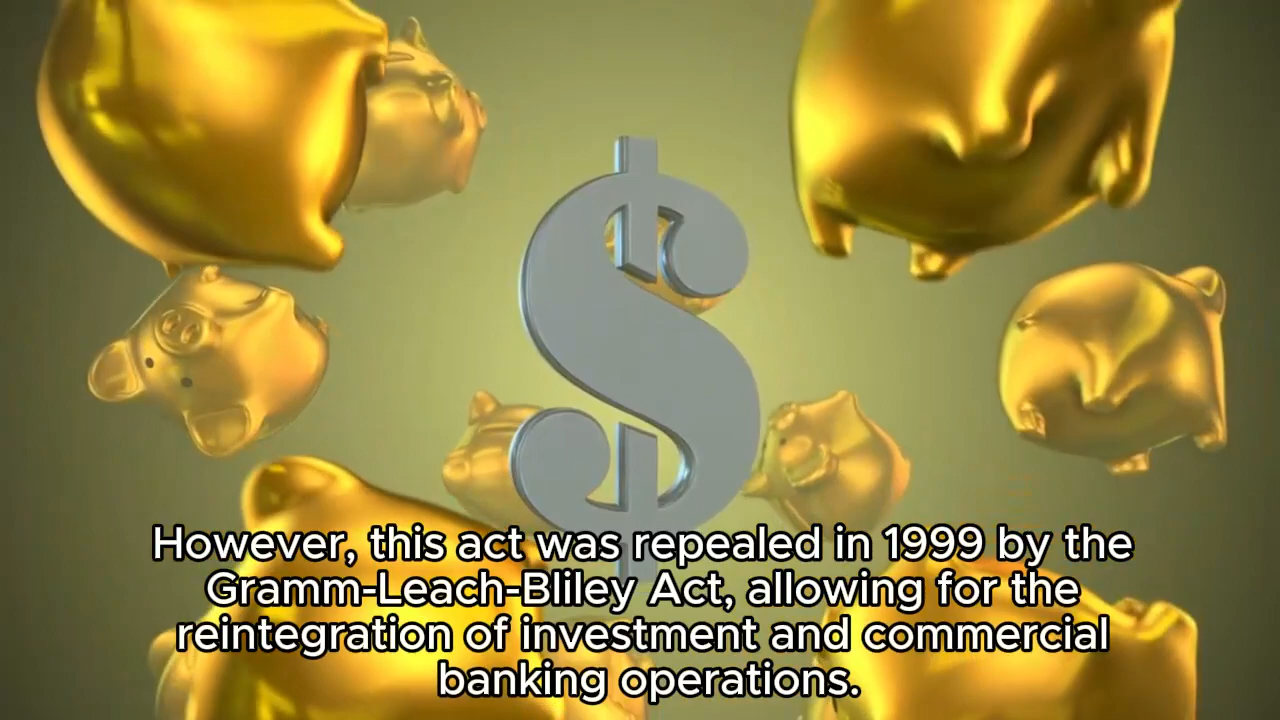 However, this act was repealed in 1999 by the
Gramm-Leach-Bliley Act, allowing for the
reintegration of investment and commercial
banking operations.